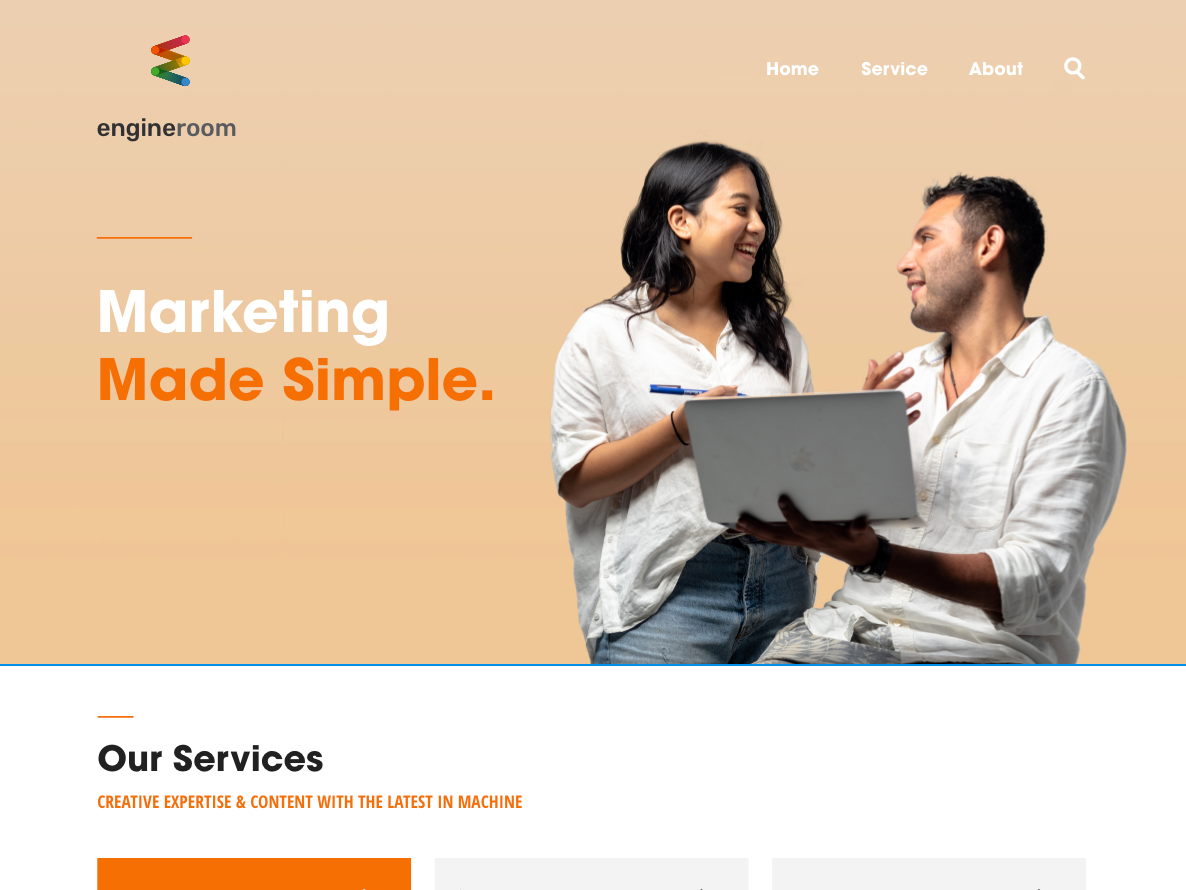 Home Service About
engineroom
Marketing
Made Simple.
Our Services
CREATIVE EXPERTISE & CONTENT WITH THE LATEST IN MACHINE